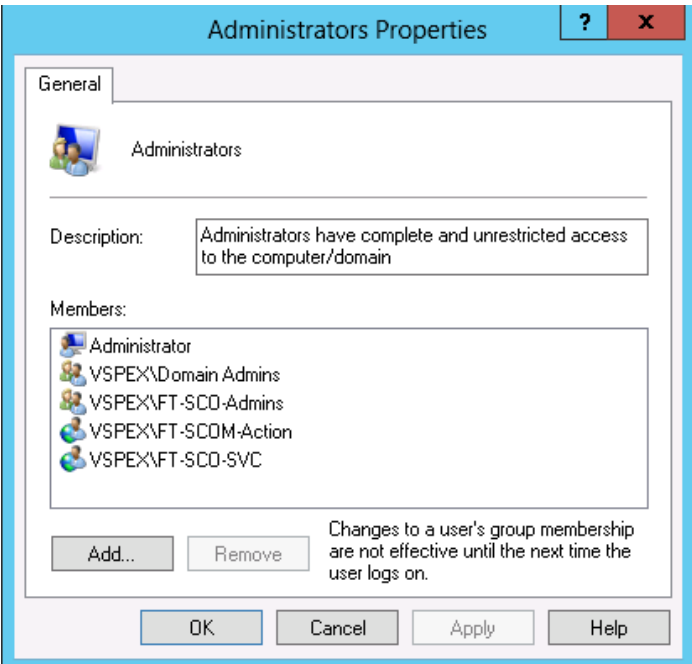 Administrators Properties
?
x
General
Administrators
Description:
Administrators have complete and unrestricted access
to the computer/domain
Members:
Administrator
VSPEX\Domain Admins
VSPEX\FT-SCO-Admins
VSPEX\FT-SCOM-Action
VSPEX\FT-SCO-SVC
Add...
Remove
Changes to a user's group membership
are not effective until the next time the
user logs on.
OK
Cancel
Apply
Help